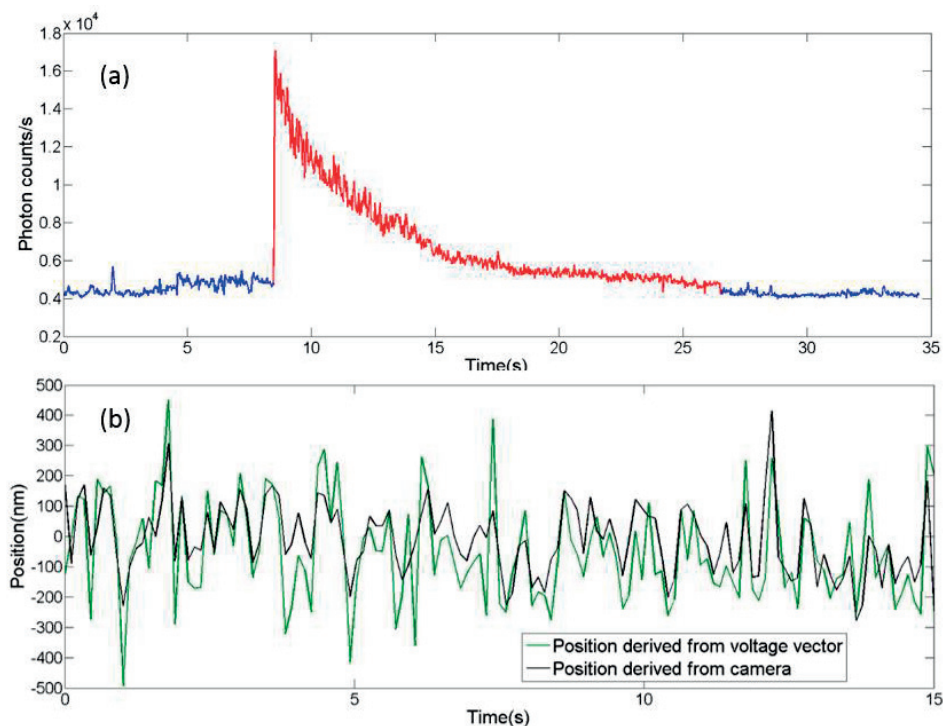 1.8 x 10⁴
(a)
1.6
1.4
1.2
1
0.8
0.6
0.4
0.2
Photon counts/s
0 5 10 15 20 25 30 35
Time(s)
500
(b)
400
300
200
100
0
-100
-200
-300
-400
-500
Position(nm)
Position derived from voltage vector
Position derived from camera
0 5 10 15
Time(s)